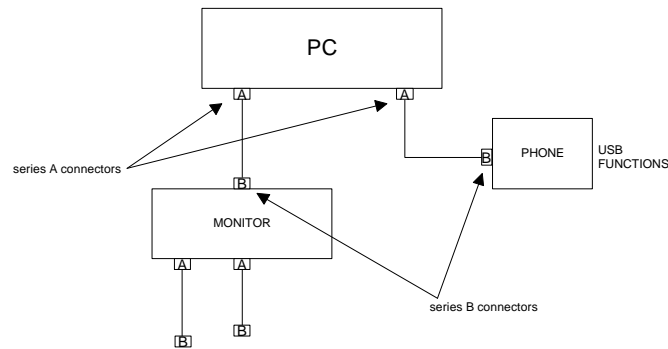 PC
A
A
series A connectors
B
PHONE
USB
FUNCTIONS
B
MONITOR
A
A
series B connectors
B
B